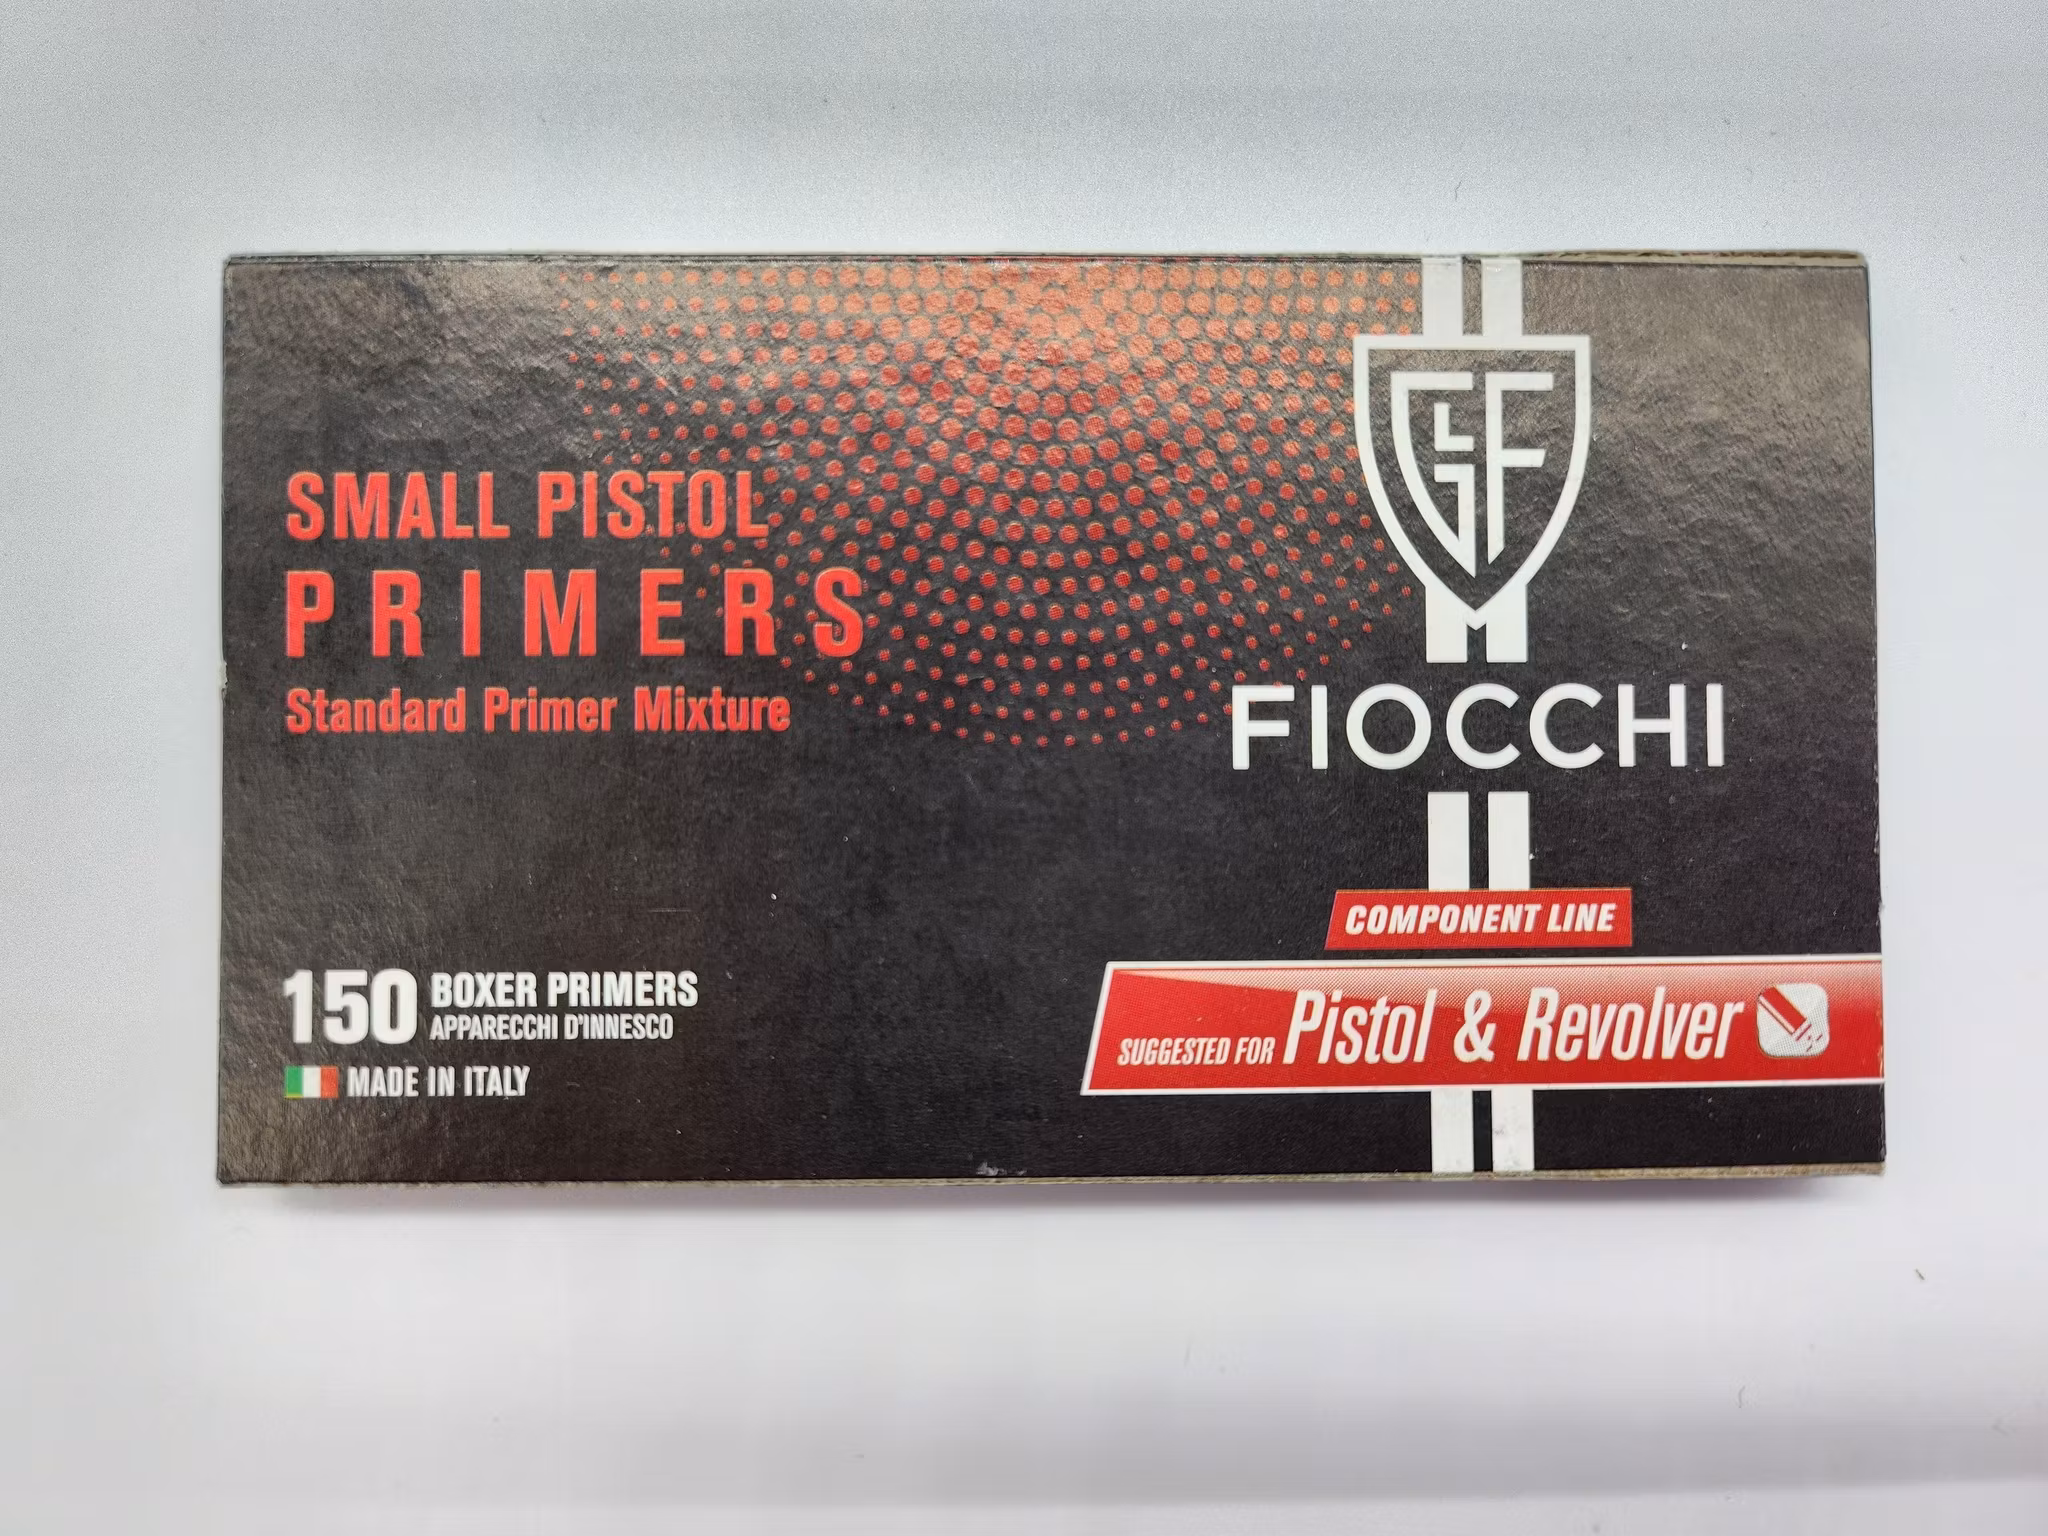 SMALL PISTOL
PRIMERS
Standard Primer Mixture
150 BOXER PRIMERS
APPARECCHI D'INNESCO
MADE IN ITALY
GF
FIOCCHI
COMPONENT LINE
SUGGESTED FOR Pistol & Revolver